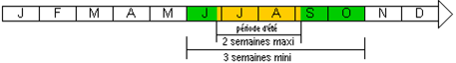 J F M A M J J A S O N D
période d'été
2 semaines maxi
3 semaines mini